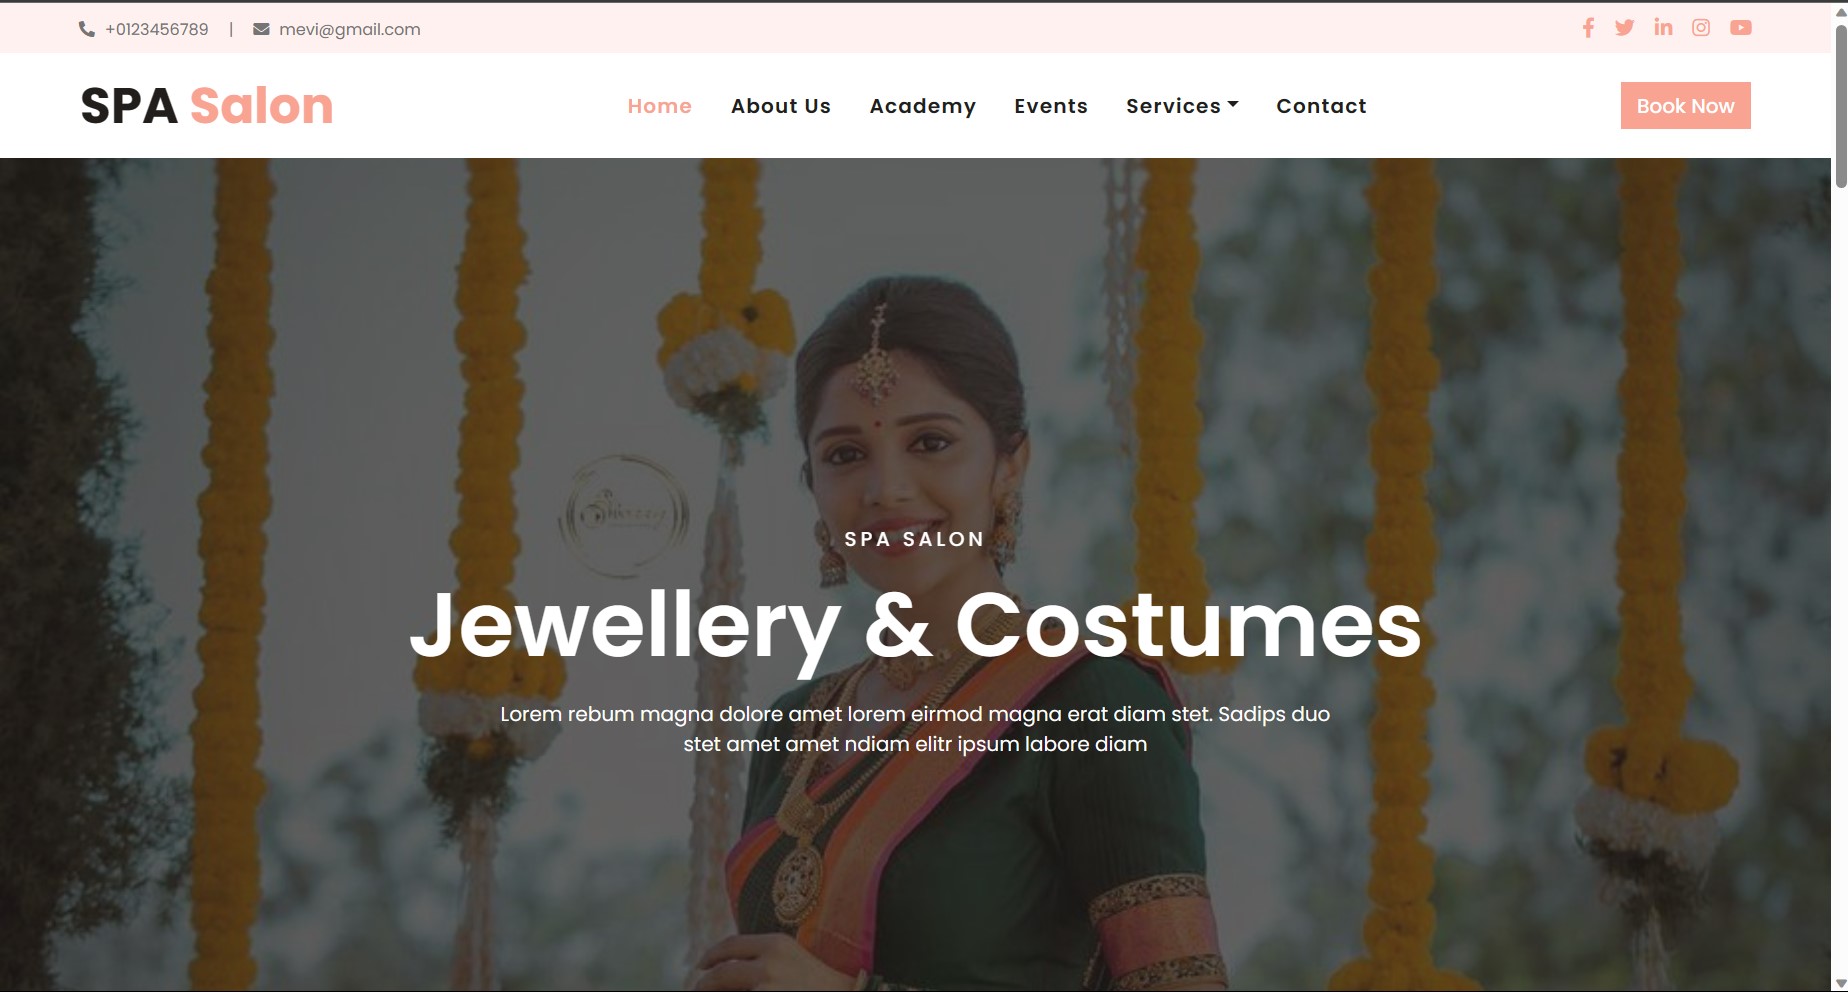 +0123456789 | mevi@gmail.com
SPA Salon
Home About Us Academy Events Services Contact
Book Now
SPA SALON
Jewellery & Costumes
Lorem rebum magna dolore amet lorem eirmod magna erat diam stet. Sadips duo
stet amet amet ndiam elitr ipsum labore diam